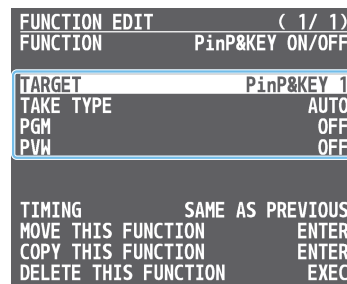 FUNCTION EDIT ( 1/ 1)
FUNCTION PinP&KEY ON/OFF
TARGET PinP&KEY 1
TAKE TYPE AUTO
PGM OFF
PVW OFF
TIMING SAME AS PREVIOUS
MOVE THIS FUNCTION ENTER
COPY THIS FUNCTION ENTER
DELETE THIS FUNCTION EXEC